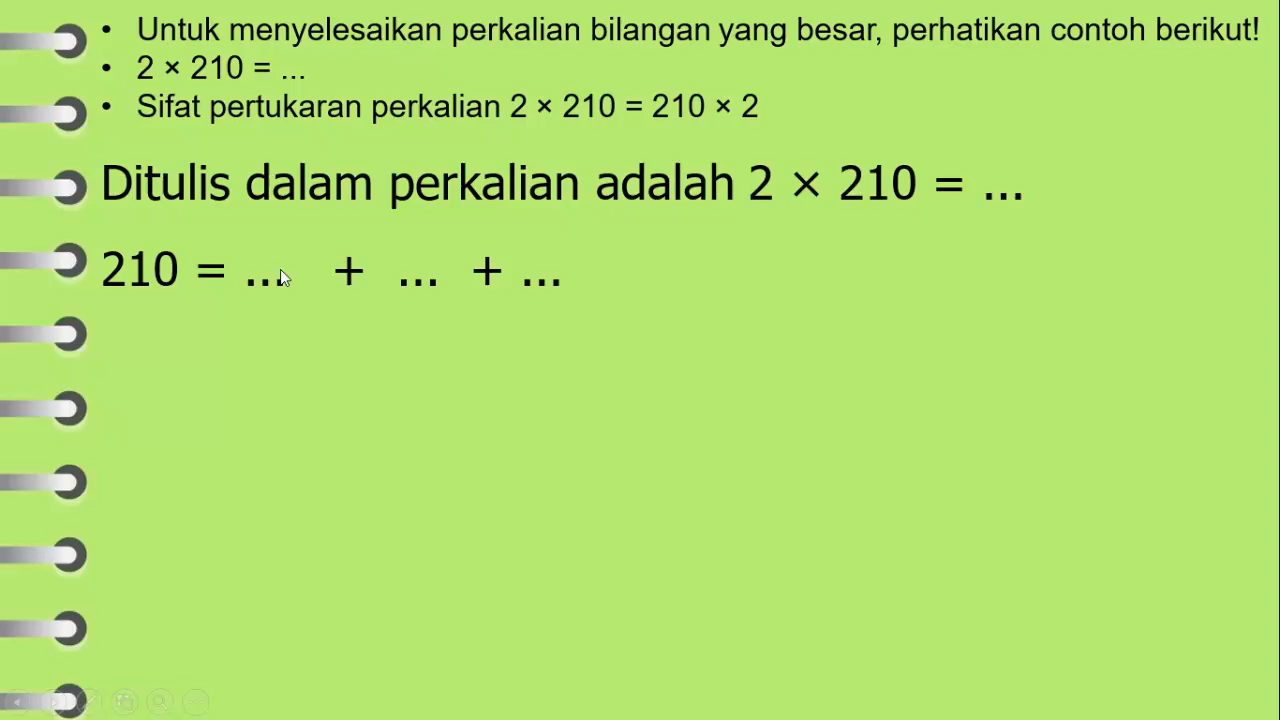 • Untuk menyelesaikan perkalian bilangan yang besar, perhatikan contoh berikut!
• 2 × 210 = ...
• Sifat pertukaran perkalian 2 × 210 = 210 × 2
Ditulis dalam perkalian adalah 2 × 210 = ...
210 = ... + ... + ...